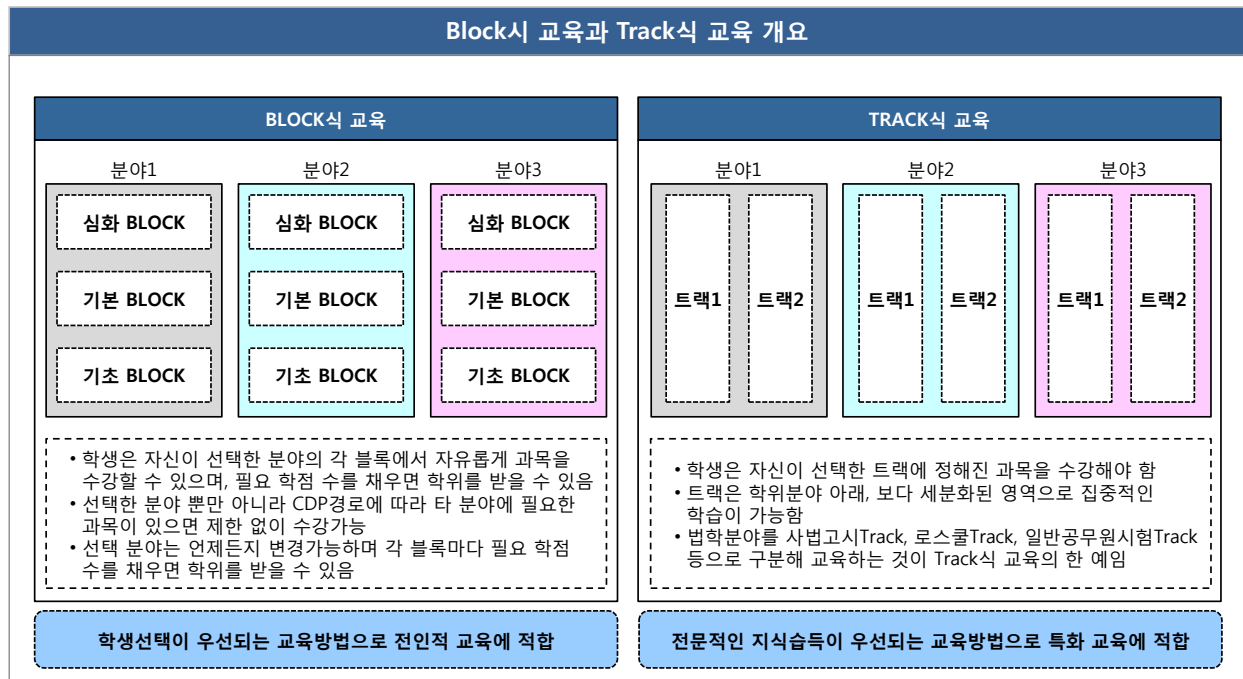 Block시 교육과 Track식 교육 개요
BLOCK식 교육
분야1
분야2
분야3
심화 BLOCK
심화 BLOCK
심화 BLOCK
기본 BLOCK
기본 BLOCK
기본 BLOCK
기초 BLOCK
기초 BLOCK
기초 BLOCK
• 학생은 자신이 선택한 분야의 각 블록에서 자유롭게 과목을
수강할 수 있으며, 필요 학점 수를 채우면 학위를 받을 수 있음
• 선택한 분야 뿐만 아니라 CDP경로에 따라 타 분야에 필요한
과목이 있으면 제한 없이 수강가능
• 선택 분야는 언제든지 변경가능하며 각 블록마다 필요 학점
수를 채우면 학위를 받을 수 있음
학생선택이 우선되는 교육방법으로 전인적 교육에 적합
TRACK식 교육
분야1
분야2
분야3
트랙1
트랙2
트랙1
트랙2
트랙1
트랙2
• 학생은 자신이 선택한 트랙에 정해진 과목을 수강해야 함
• 트랙은 학위분야 아래, 보다 세분화된 영역으로 집중적인
학습이 가능함
• 법학분야를 사법고시Track, 로스쿨Track, 일반공무원시험Track
등으로 구분해 교육하는 것이 Track식 교육의 한 예임
전문적인 지식습득이 우선되는 교육방법으로 특화 교육에 적합